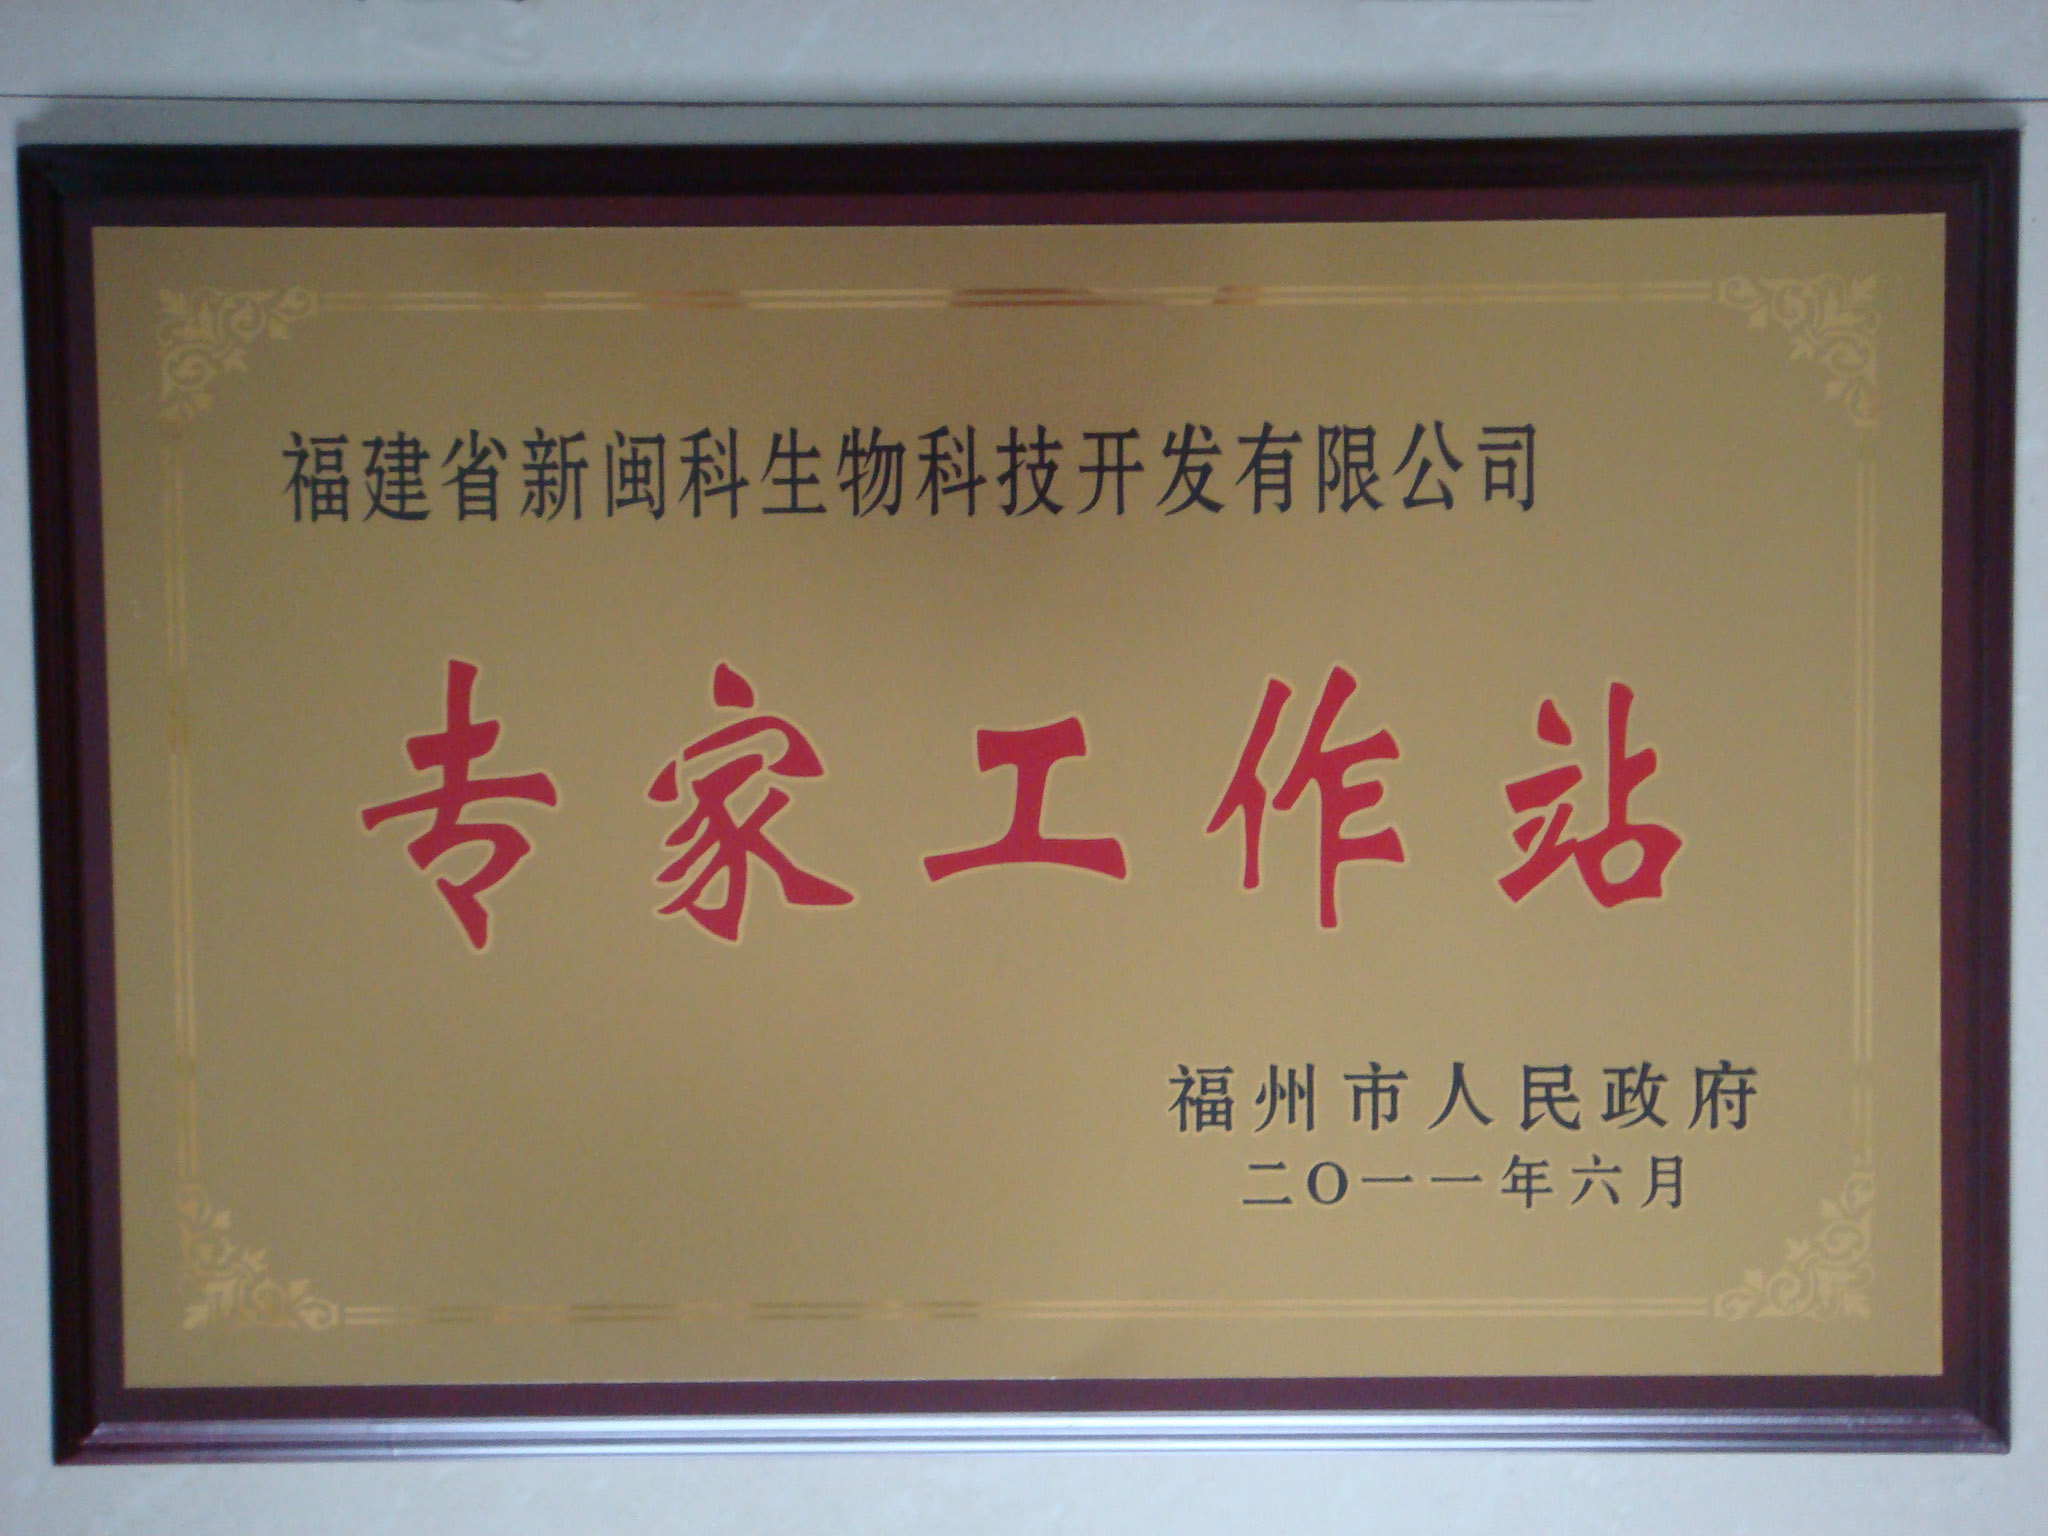 福建省新闽科生物科技开发有限公司
专家工作站
福州市人民政府
二〇一一年六月